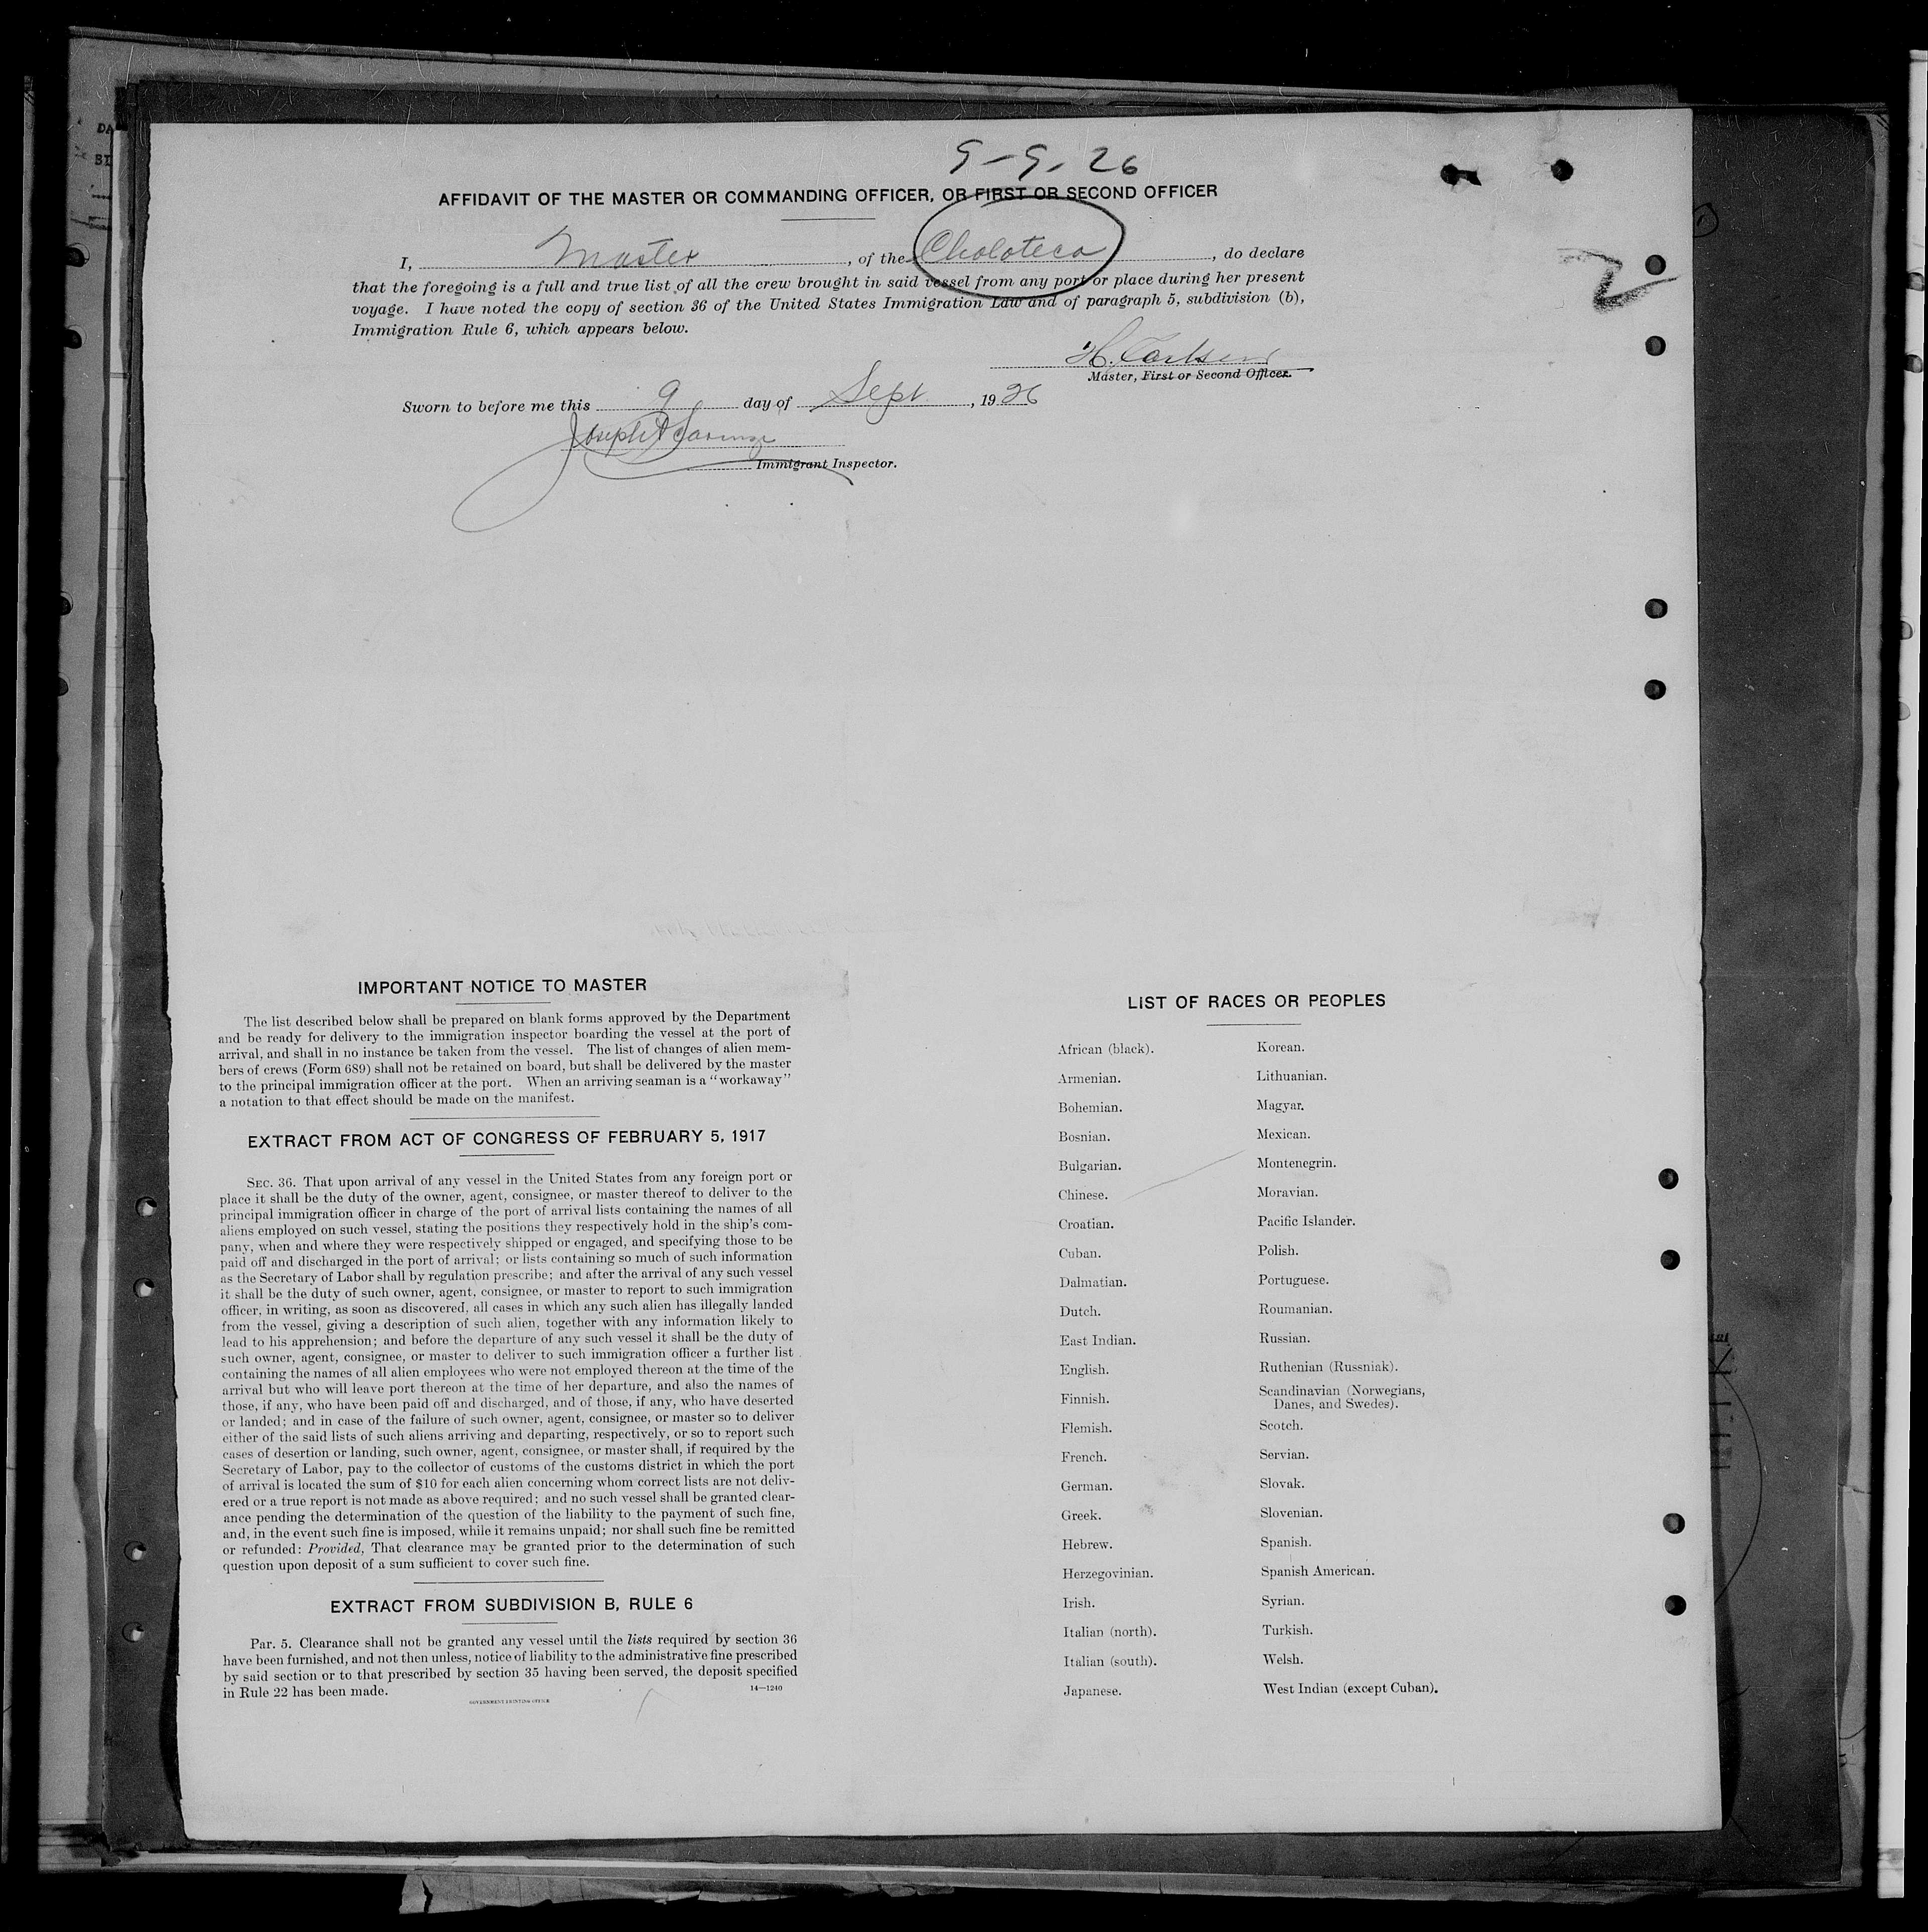 9-9-26
AFFIDAVIT OF THE MASTER OR COMMANDING OFFICER, OR FIRST OR SECOND OFFICER
I, Master, of the Choloteca, do declare
that the foregoing is a full and true list of all the crew brought in said vessel from any port or place during her present
voyage. I have noted the copy of section 36 of the United States Immigration Law and of paragraph 5, subdivision (b),
Immigration Rule 6, which appears below.
H. Carlsen
Master, First or Second Officer.
Sworn to before me this 9 day of Sept, 1926
Joseph
Immigrant Inspector.
2
IMPORTANT NOTICE TO MASTER
The list described below shall be prepared on blank forms approved by the Department
and be ready for delivery to the immigration inspector boarding the vessel at the port of
arrival, and shall in no instance be taken from the vessel. The list of changes of alien mem-
bers of crews (Form 689) shall not be retained on board, but shall be delivered by the master
to the principal immigration officer at the port. When an arriving seaman is a "workaway"
a notation to that effect should be made on the manifest.
EXTRACT FROM ACT OF CONGRESS OF FEBRUARY 5, 1917
SEC. 36. That upon arrival of any vessel in the United States from any foreign port or
place it shall be the duty of the owner, agent, consignee, or master thereof to deliver to the
principal immigration officer in charge of the port of arrival lists containing the names of all
aliens employed on such vessel, stating the positions they respectively hold in the ship's com-
pany, when and where they were respectively shipped or engaged, and specifying those to be
paid off and discharged in the port of arrival; or lists containing so much of such information
as the Secretary of Labor shall by regulation prescribe; and after the arrival of any such vessel
it shall be the duty of such owner, agent, consignee, or master to report to such immigration
officer, in writing, as soon as discovered, all cases in which any such alien has illegally landed
from the vessel, giving a description of such alien, together with any information likely to
lead to his apprehension; and before the departure of any such vessel it shall be the duty of
such owner, agent, consignee, or master to deliver to such immigration officer a further list
containing the names of all alien employees who were not employed thereon at the time of the
arrival but who will leave port thereon at the time of her departure, and also the names of
those, if any, who have been paid off and discharged, and of those, if any, who have deserted
or landed; and in case of the failure of such owner, agent, consignee, or master so to deliver
either of the said lists of such aliens arriving and departing, respectively, or so to report such
cases of desertion or landing, such owner, agent, consignee, or master shall, if required by the
Secretary of Labor, pay to the collector of customs of the customs district in which the port
of arrival is located the sum of $10 for each alien concerning whom correct lists are not deliv-
ered or a true report is not made as above required; and no such vessel shall be granted clear-
ance pending the determination of the question of the liability to the payment of such fine,
and, in the event such fine is imposed, while it remains unpaid; nor shall such fine be remitted
or refunded: Provided, That clearance may be granted prior to the determination of such
question upon deposit of a sum sufficient to cover such fine.
EXTRACT FROM SUBDIVISION B, RULE 6
Par. 5. Clearance shall not be granted any vessel until the lists required by section 36
have been furnished, and not then unless, notice of liability to the administrative fine prescribed
by said section or to that prescribed by section 35 having been served, the deposit specified
in Rule 22 has been made.
14—1240
GOVERNMENT PRINTING OFFICE
LIST OF RACES OR PEOPLES
African (black).
Armenian.
Bohemian.
Bosnian.
Bulgarian.
Chinese.
Croatian.
Cuban.
Dalmatian.
Dutch.
East Indian.
English.
Finnish.
Flemish.
French.
German.
Greek.
Hebrew.
Herzegovinian.
Irish.
Italian (north).
Italian (south).
Japanese.
Korean.
Lithuanian.
Magyar.
Mexican.
Montenegrin.
Moravian.
Pacific Islander.
Polish.
Portuguese.
Roumanian.
Russian.
Ruthenian (Russniak).
Scandinavian (Norwegians,
Danes, and Swedes).
Scotch.
Servian.
Slovak.
Slovenian.
Spanish.
Spanish American.
Syrian.
Turkish.
Welsh.
West Indian (except Cuban).